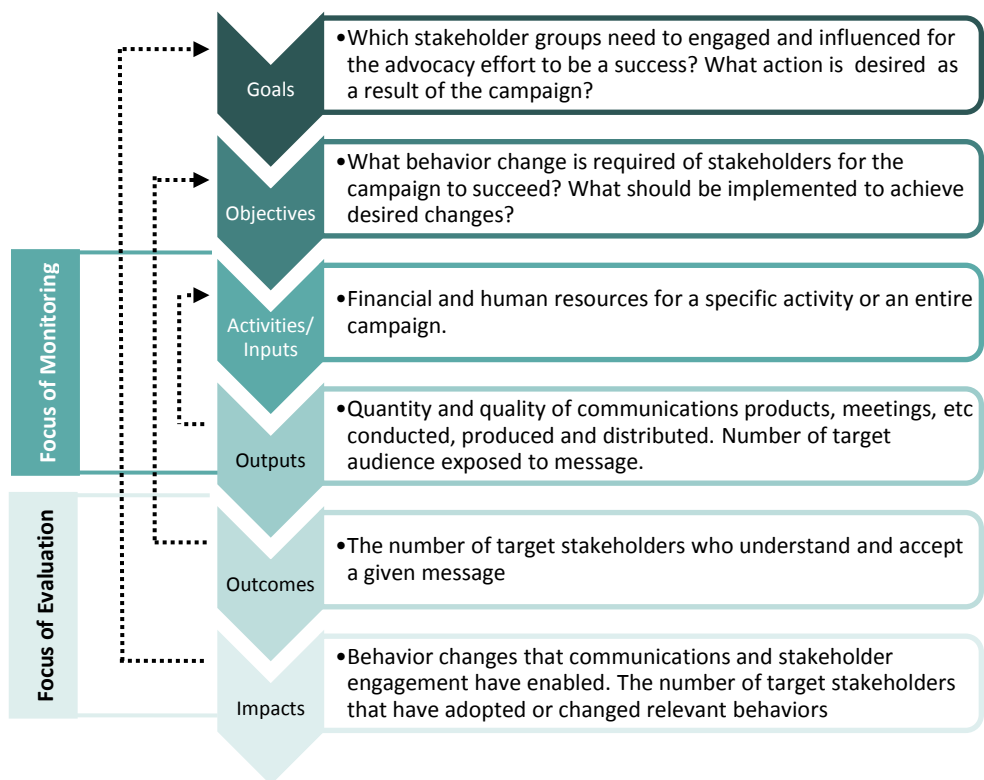 Goals
•Which stakeholder groups need to engaged and influenced for
the advocacy effort to be a success? What action is  desired  as
a result of the campaign?
Objectives
•What behavior change is required of stakeholders for the
campaign to succeed? What should be implemented to achieve
desired changes?
Focus of Monitoring
Activities/
Inputs
•Financial and human resources for a specific activity or an entire
campaign.
Outputs
•Quantity and quality of communications products, meetings, etc
conducted, produced and distributed. Number of target
audience exposed to message.
Focus of Evaluation
Outcomes
•The number of target stakeholders who understand and accept
a given message
Impacts
•Behavior changes that communications and stakeholder
engagement have enabled. The number of target stakeholders
that have adopted or changed relevant behaviors